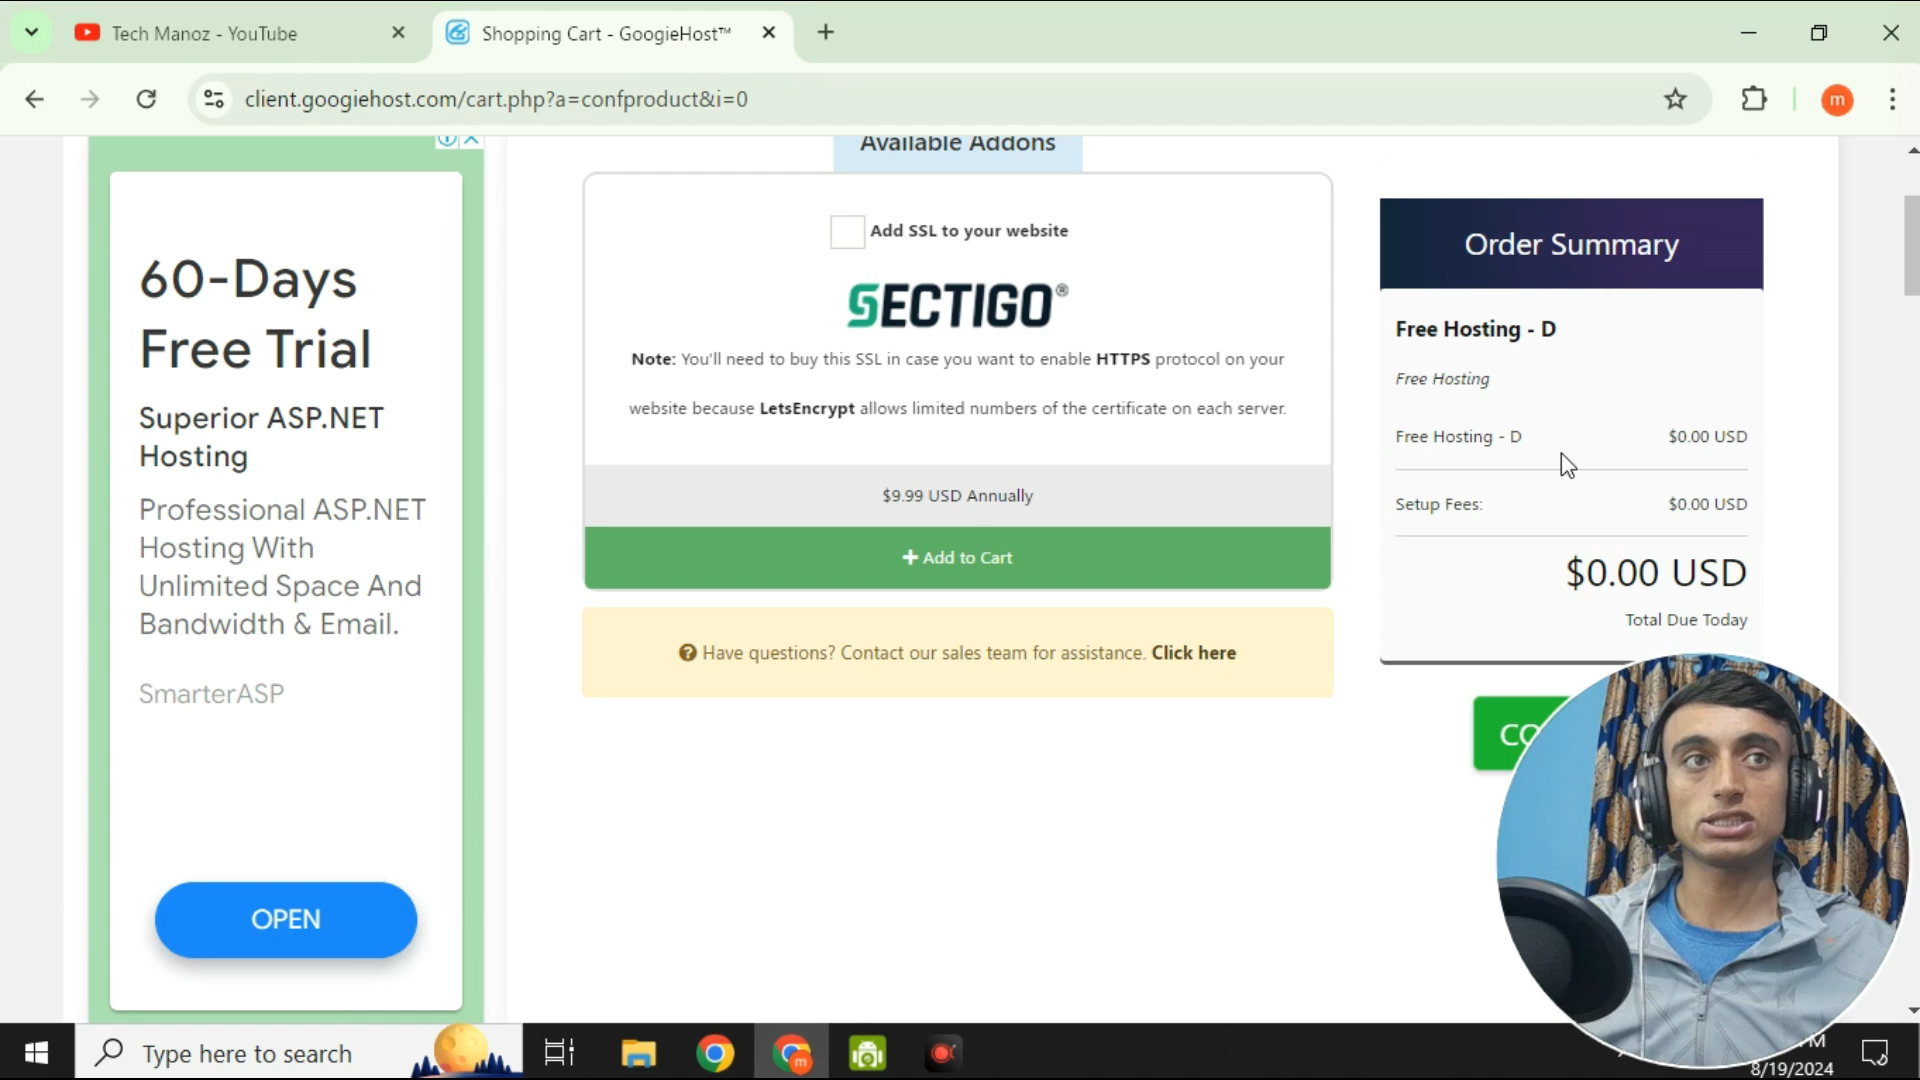 Tech Manoz - YouTube
Shopping Cart - GoogieHost™
client.googiehost.com/cart.php?a=confproduct&i=0
m
Available Addons
60-Days
Free Trial
Superior ASP.NET
Hosting
Professional ASP.NET
Hosting With
Unlimited Space And
Bandwidth & Email.
SmarterASP
OPEN
Add SSL to your website
SECTIGO®
Note: You'll need to buy this SSL in case you want to enable HTTPS protocol on your
website because LetsEncrypt allows limited numbers of the certificate on each server.
$9.99 USD Annually
+ Add to Cart
Have questions? Contact our sales team for assistance. Click here
Order Summary
Free Hosting - D
Free Hosting
Free Hosting - D $0.00 USD
Setup Fees: $0.00 USD
$0.00 USD
Total Due Today
Type here to search
m
8/19/2024